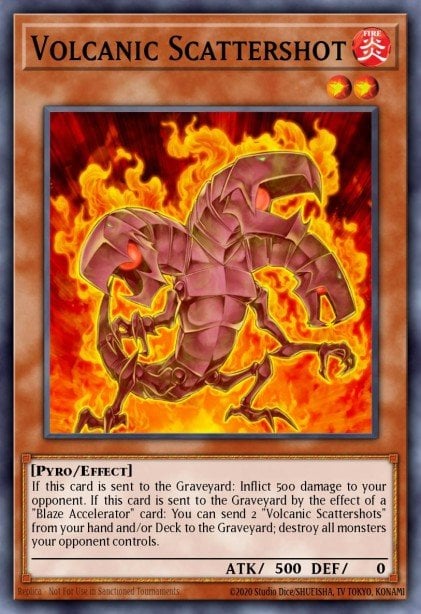 VOLCANIC SCATTERSHOT
FIRE
炎
[PYRO/EFFECT]
If this card is sent to the Graveyard: Inflict 500 damage to your
opponent. If this card is sent to the Graveyard by the effect of a
"Blaze Accelerator" card: You can send 2 "Volcanic Scattershots"
from your hand and/or Deck to the Graveyard; destroy all monsters
your opponent controls.
ATK/ 500 DEF/ 0
Replica - Not For Use in Sanctioned Tournaments
©2020 Studio Dice/SHUEISHA, TV TOKYO, KONAMI